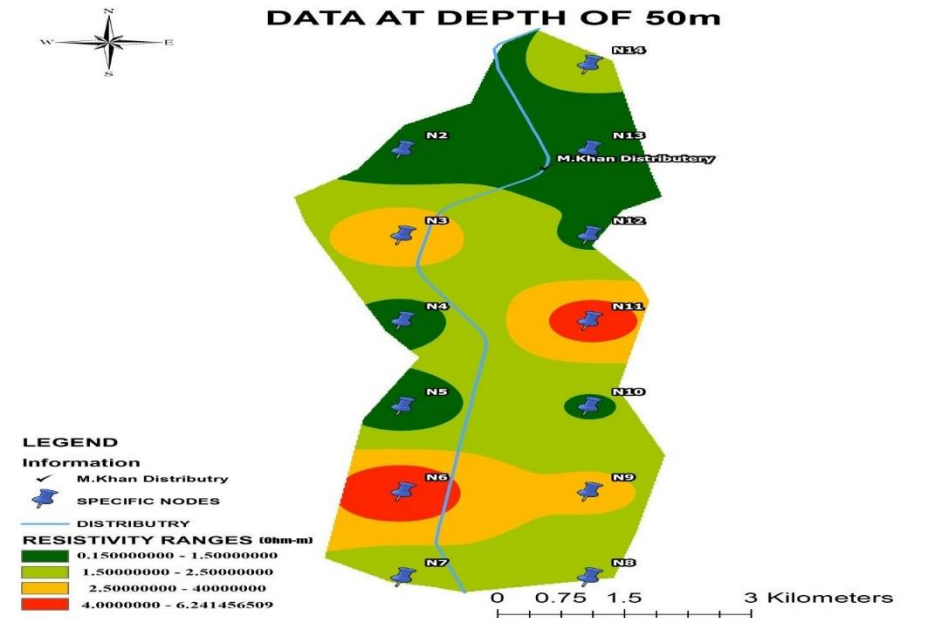 DATA AT DEPTH OF 50m
N
W E
S
N14
N2
N13
M.Khan Distributery
N3
N12
N4
N11
N5
N10
N6
N9
N7
N8
LEGEND
Information
M.Khan Distributry
SPECIFIC NODES
DISTRIBUTRY
RESISTIVITY RANGES (Ohm-m)
0.150000000 - 1.50000000
1.50000000 - 2.50000000
2.50000000 - 40000000
4.0000000 - 6.241456509
0 0.75 1.5 3 Kilometers